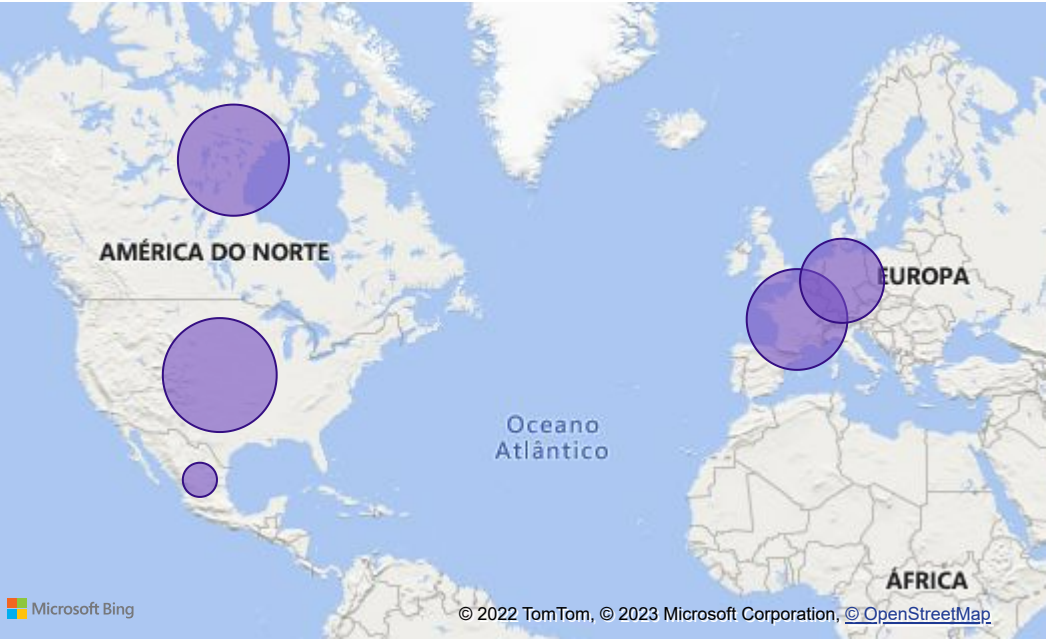 AMÉRICA DO NORTE
EUROPA
Oceano
Atlântico
ÁFRICA
Microsoft Bing
© 2022 TomTom, © 2023 Microsoft Corporation, © OpenStreetMap